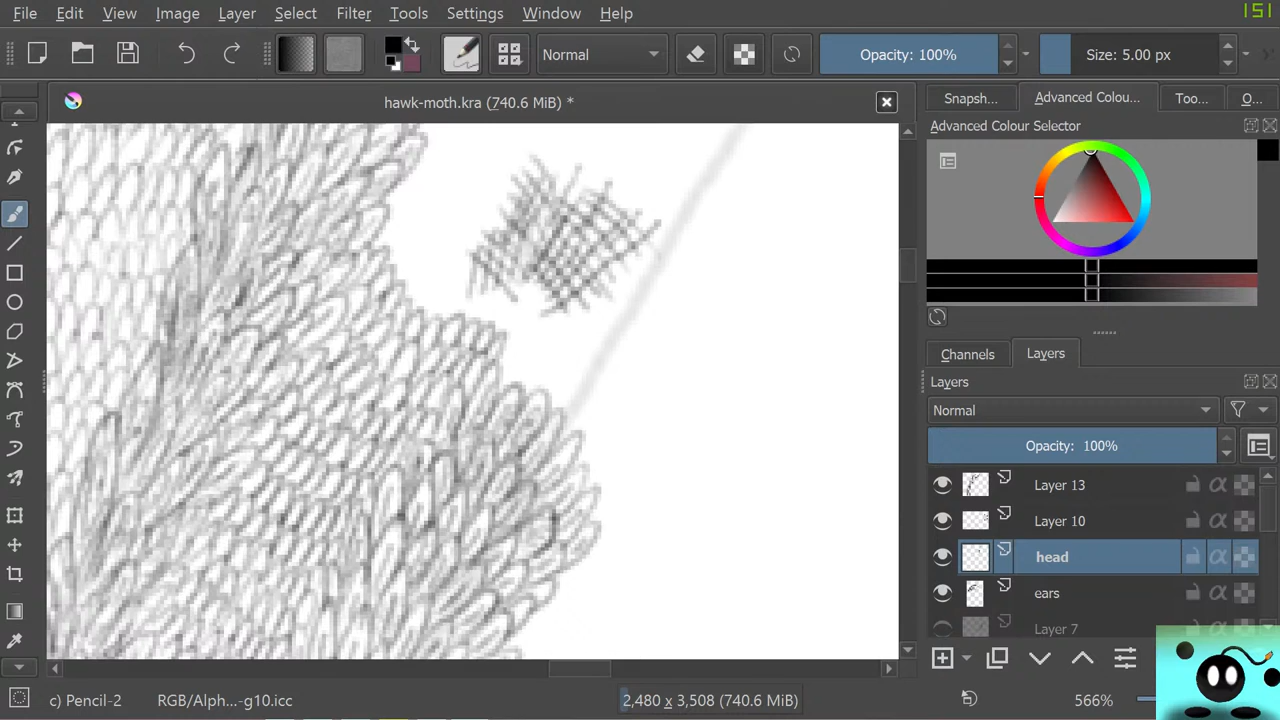 File Edit View Image Layer Select Filter Tools Settings Window Help
151
Normal
Opacity: 100%
Size: 5.00 px
hawk-moth.kra (740.6 MiB) *
Snapsh...
Advanced Colou...
Too...
O...
Advanced Colour Selector
Channels
Layers
Layers
Normal
Opacity: 100%
Layer 13
Layer 10
head
ears
Layer 7
c) Pencil-2
RGB/Alph...-g10.icc
2,480 x 3,508 (740.6 MiB)
566%